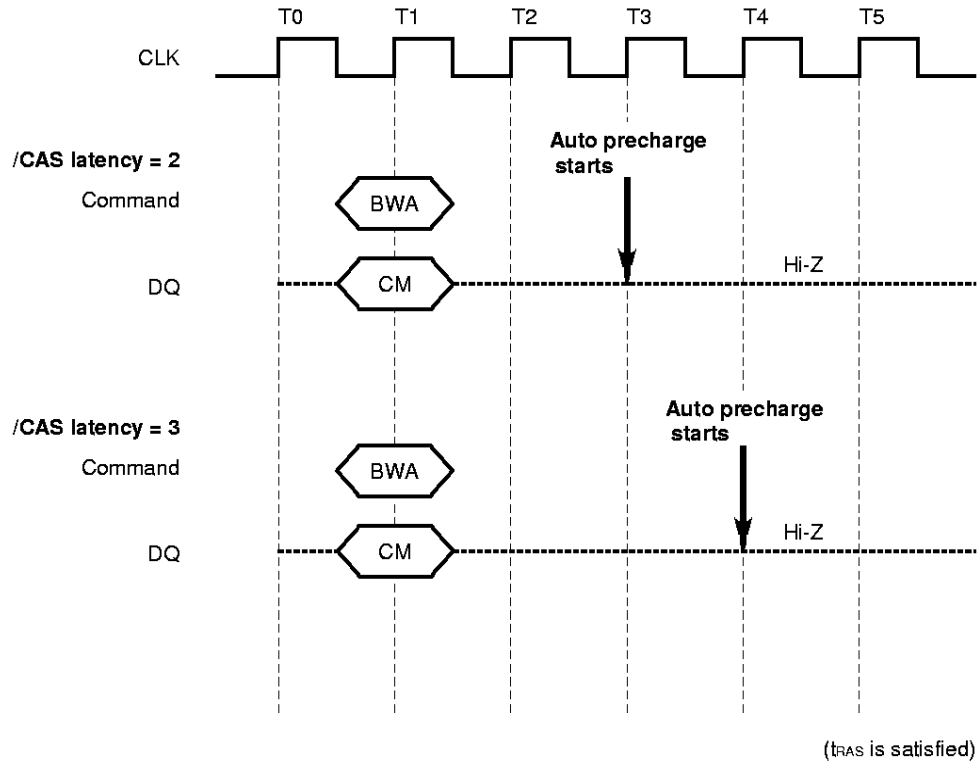 T0 T1 T2 T3 T4 T5
CLK
Auto precharge
starts
/CAS latency = 2
Command BWA
Hi-Z
DQ CM
Auto precharge
starts
/CAS latency = 3
Command BWA
Hi-Z
DQ CM
(tRAS is satisfied)